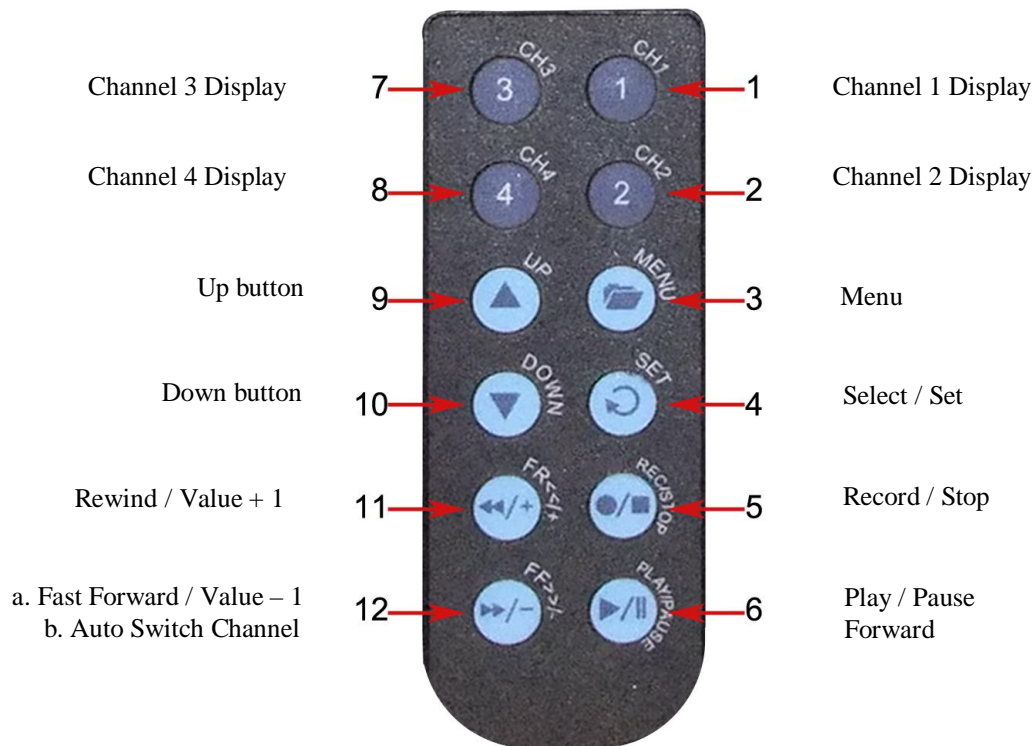 Channel 3 Display 7 3 CH3 1 CH1 1 Channel 1 Display
Channel 4 Display 8 4 CH4 2 CH2 2 Channel 2 Display
Up button 9 UP MENU 3 Menu
Down button 10 DOWN SET 4 Select / Set
Rewind / Value + 1 11 FR<</+ /+ REC/STOP / 5 Record / Stop
a. Fast Forward / Value – 1
b. Auto Switch Channel
12 FF>>/- /− PLAY/PAUSE / 6
Play / Pause
Forward